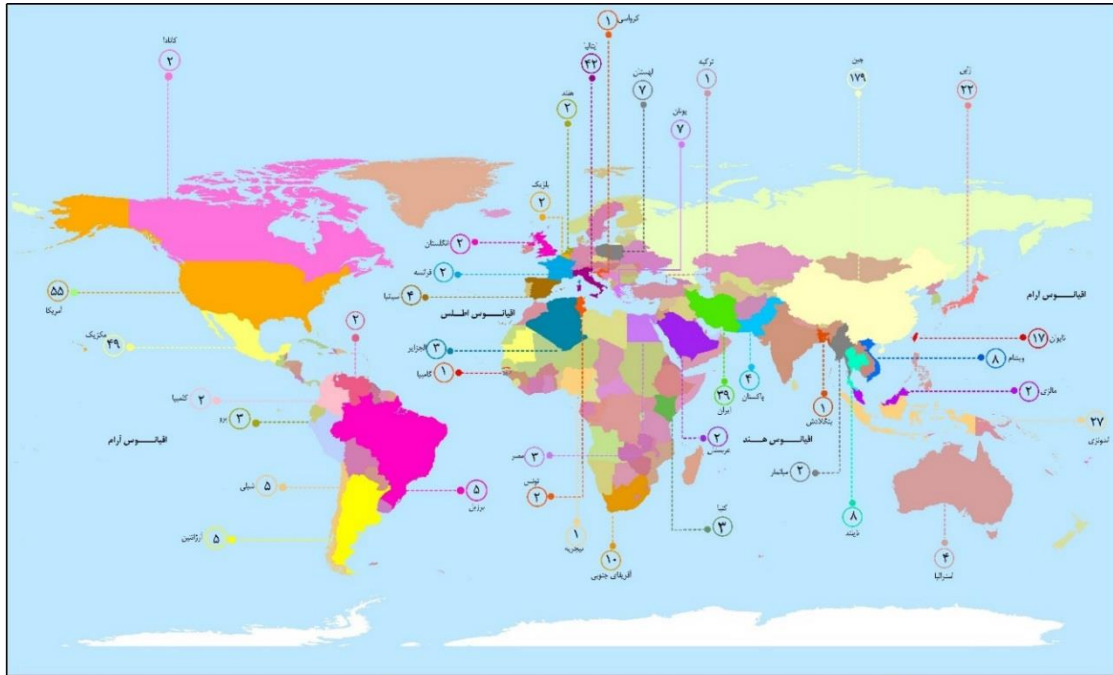 کرواسی
۱
کانادا
۲
ایتالیا
۴۲
لهستان
۷
ترکیه
۱
چین
۱۷۹
ژاپن
۲۲
هلند
۲
یونان
۷
بلژیک
۲
انگلستان
۲
فرانسه
۲
۵۵
آمریکا
۴
اقیانوس آرام
اقیانوس اطلس
مکزیک
۴۹
۲
الجزایر
۳
تایوان
۱۷
ویتنام
۸
گامبیا
۱
۴
پاکستان
۳۹
ایران
مالزی
۲
کلمبیا
۲
۳
۱
بنگلادش
۲۷
اندونزی
اقیانوس آرام
۲
عربستان
اقیانوس هند
مصر
۳
میانمار
۲
شیلی
۵
۵
برزیل
تونس
۲
کنیا
۳
۸
تایلند
آرژانتین
۵
۱
نیجریه
۱۰
آفریقای جنوبی
۴
استرالیا